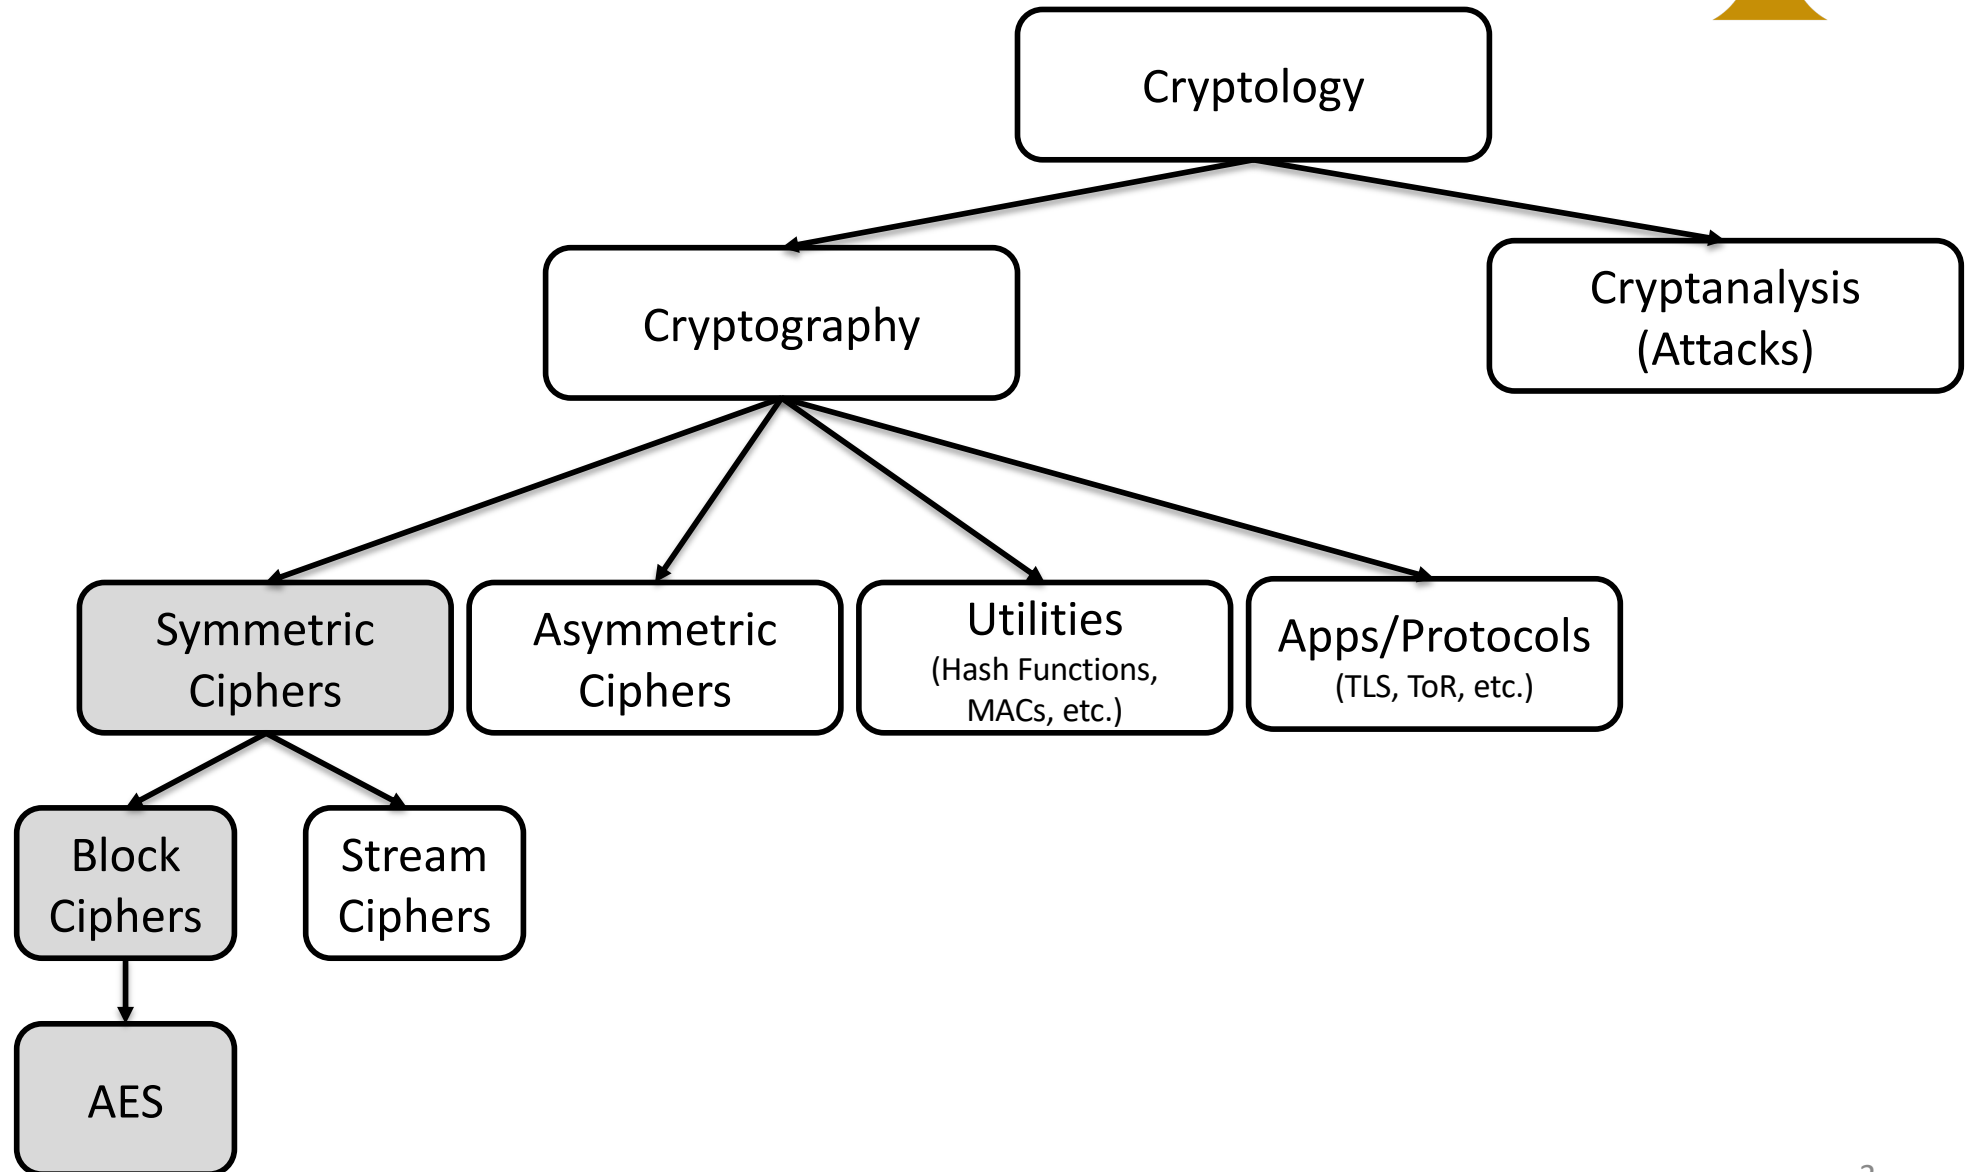 Cryptology
Cryptography
Cryptanalysis
(Attacks)
Symmetric
Ciphers
Asymmetric
Ciphers
Utilities
(Hash Functions,
MACs, etc.)
Apps/Protocols
(TLS, ToR, etc.)
Block
Ciphers
Stream
Ciphers
AES